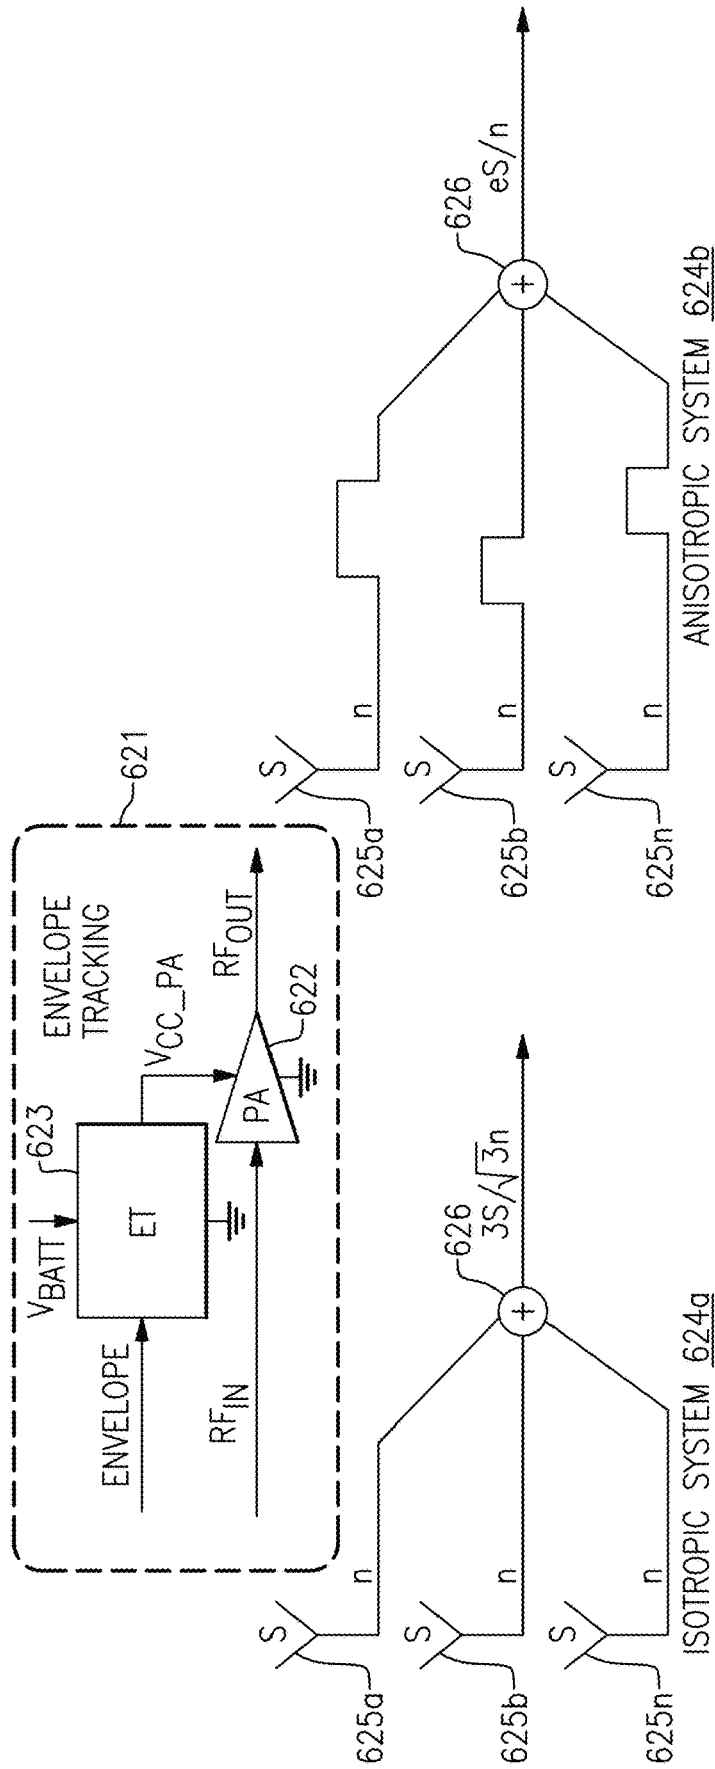 621
ENVELOPE
TRACKING
V_BATT
623
ENVELOPE
ET
V_CC_PA
RF_IN
PA
RF_OUT
622
S
n
625a
S
n
625b
S
n
625n
626
3S/√3n
ISOTROPIC SYSTEM 624a
S
n
625a
S
n
625b
S
n
625n
626
eS/n
ANISOTROPIC SYSTEM 624b
+
+